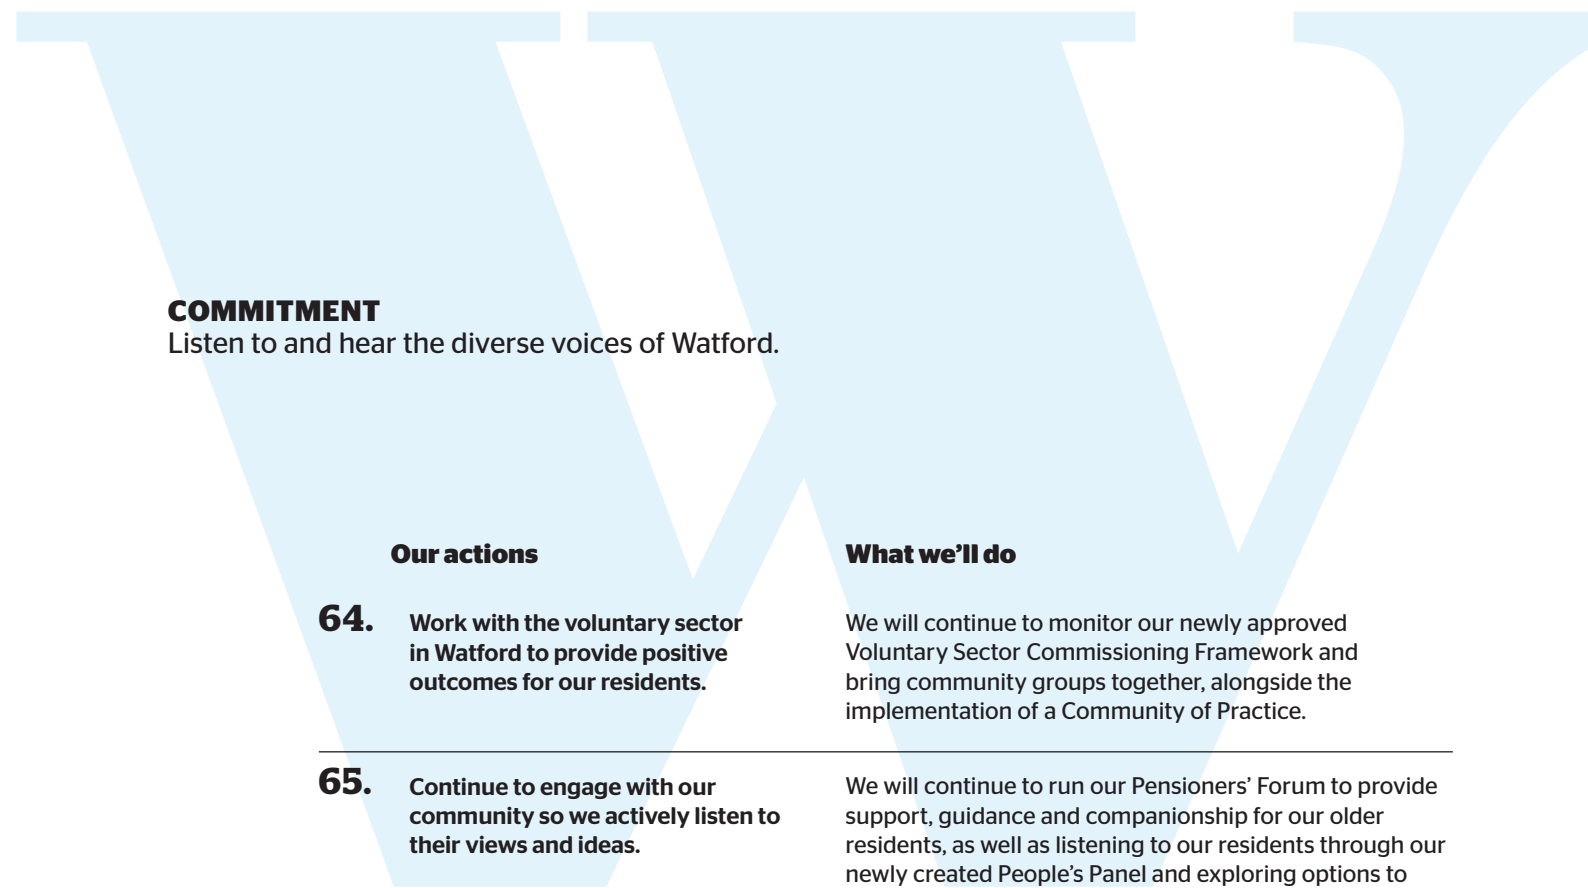 COMMITMENT
Listen to and hear the diverse voices of Watford.
Our actions
What we’ll do
64.
Work with the voluntary sector
in Watford to provide positive
outcomes for our residents.
We will continue to monitor our newly approved
Voluntary Sector Commissioning Framework and
bring community groups together, alongside the
implementation of a Community of Practice.
65.
Continue to engage with our
community so we actively listen to
their views and ideas.
We will continue to run our Pensioners’ Forum to provide
support, guidance and companionship for our older
residents, as well as listening to our residents through our
newly created People’s Panel and exploring options to